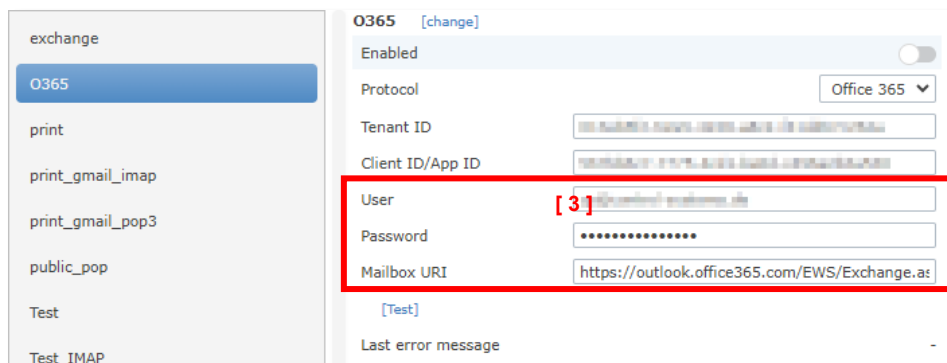 exchange
O365
print
print_gmail_imap
print_gmail_pop3
public_pop
Test
Test_IMAP
O365 [change]
Enabled
Protocol Office 365
Tenant ID
Client ID/App ID
User [ 3 ]
Password •••••••••••••••
Mailbox URI https://outlook.office365.com/EWS/Exchange.as
[Test]
Last error message -